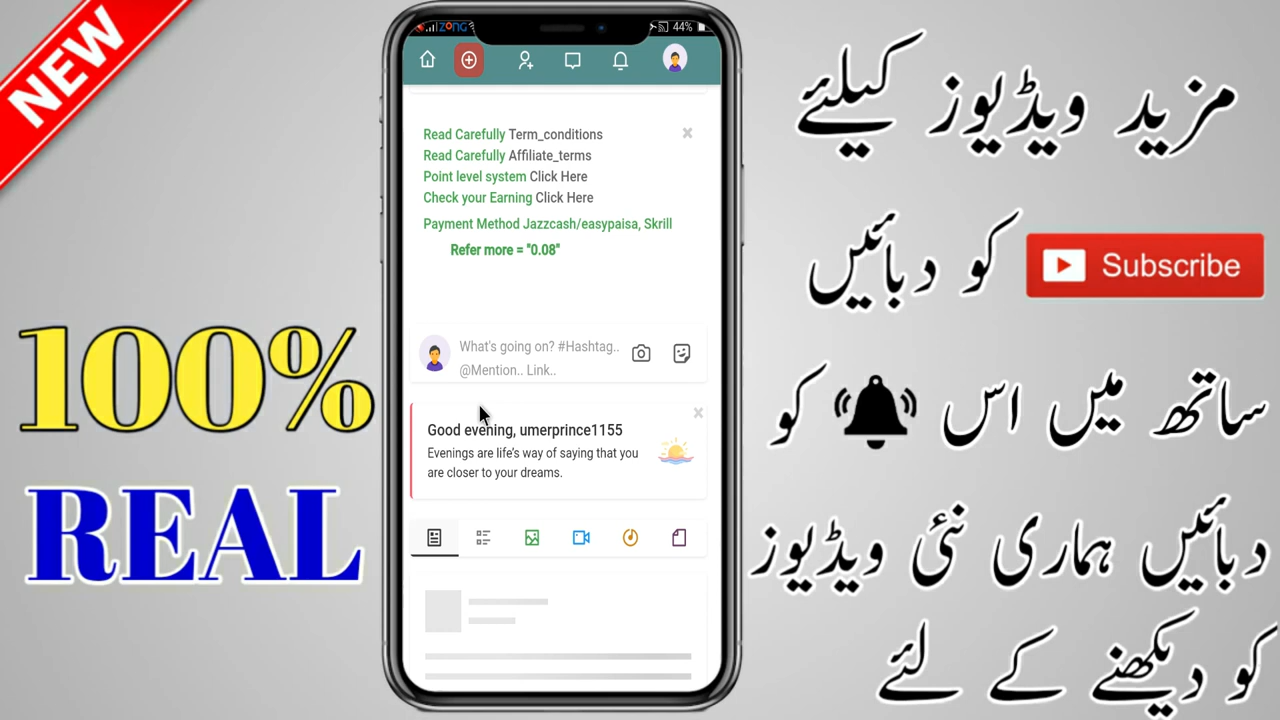 NEW
100%
REAL
ZONG
44%
Read Carefully Term_conditions
Read Carefully Affiliate_terms
Point level system Click Here
Check your Earning Click Here
Payment Method Jazzcash/easypaisa, Skrill
Refer more = "0.08"
What's going on? #Hashtag..
@Mention.. Link..
Good evening, umerprince1155
Evenings are life's way of saying that you
are closer to your dreams.
مزید ویڈیوز کیلئے
Subscribe کو دبائیں
ساتھ میں اس کو
دبائیں ہماری نئی ویڈیوز
کو دیکھنے کے لئے